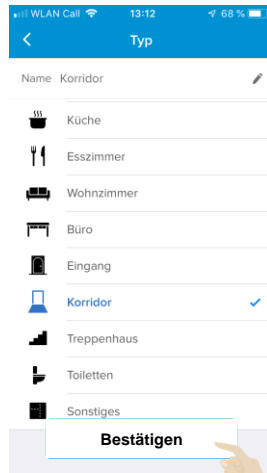 WLAN Call 13:12 68 %
Typ
Name Korridor
Küche
Esszimmer
Wohnzimmer
Büro
Eingang
Korridor
Treppenhaus
Toiletten
Sonstiges
Bestätigen